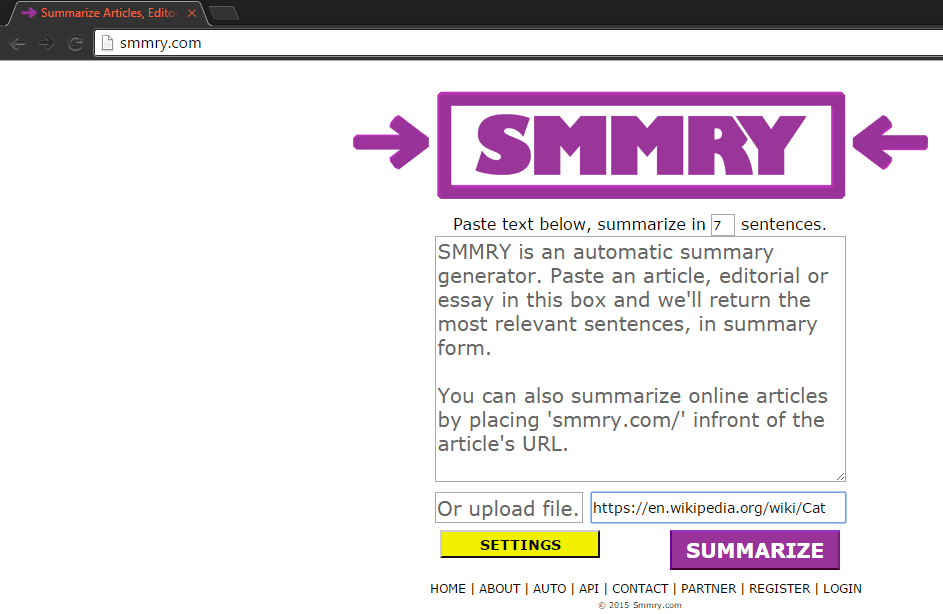 Summarize Articles, Edito
smmry.com
SMMRY
Paste text below, summarize in 7 sentences.
SMMRY is an automatic summary
generator. Paste an article, editorial or
essay in this box and we'll return the
most relevant sentences, in summary
form.
You can also summarize online articles
by placing 'smmry.com/' infront of the
article's URL.
Or upload file. https://en.wikipedia.org/wiki/Cat
SETTINGS SUMMARIZE
HOME | ABOUT | AUTO | API | CONTACT | PARTNER | REGISTER | LOGIN
© 2015 Smmry.com